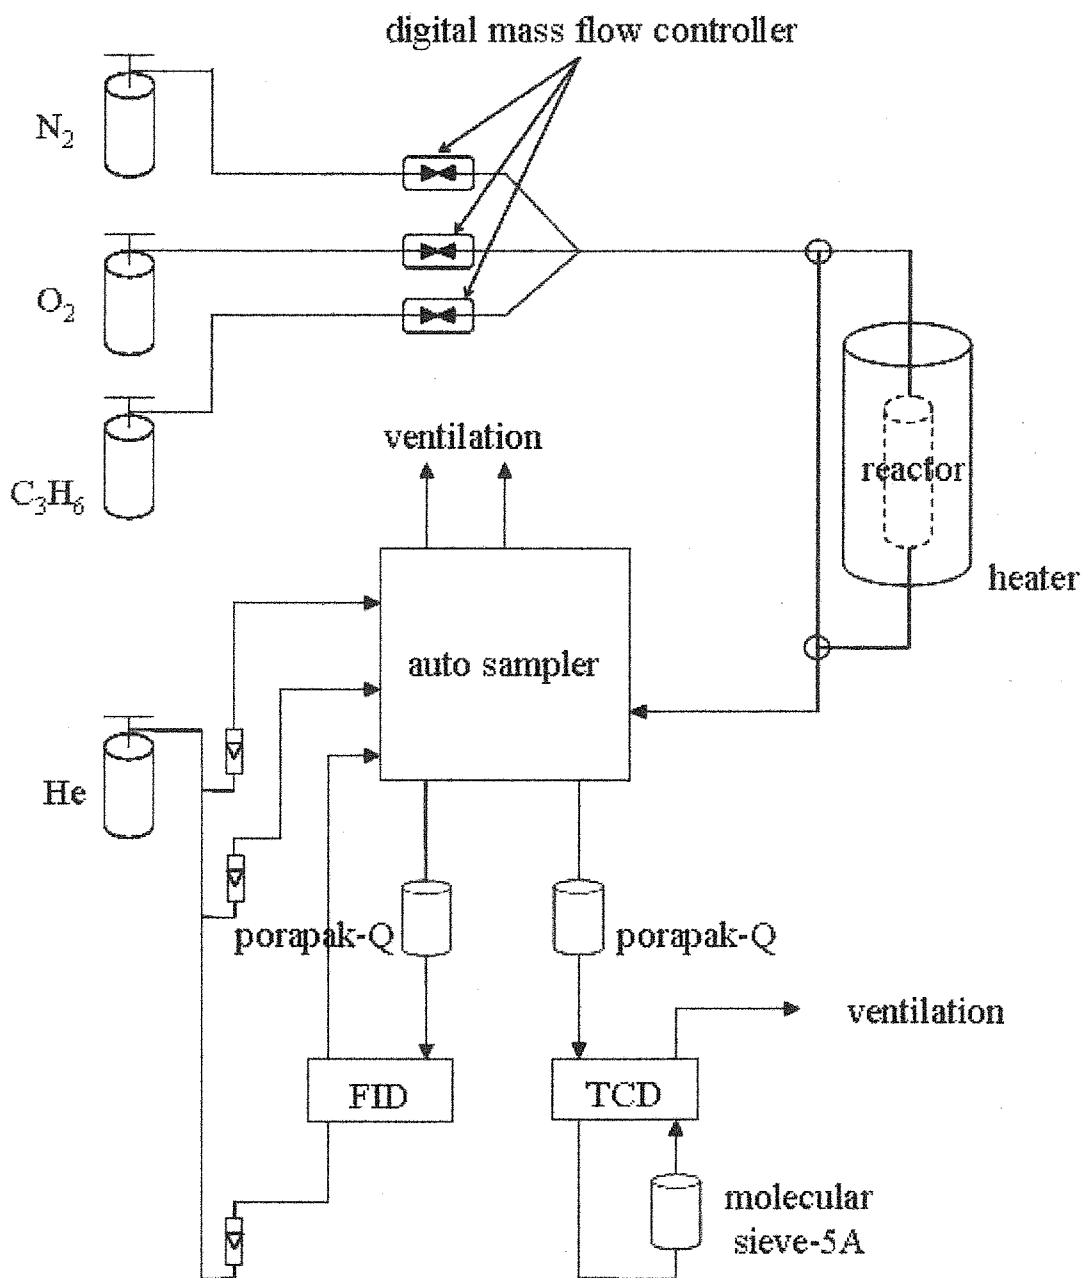 digital mass flow controller
N₂
O₂
C₃H₆
ventilation
reactor
heater
auto sampler
He
porapak-Q
porapak-Q
ventilation
FID
TCD
molecular
sieve-5A